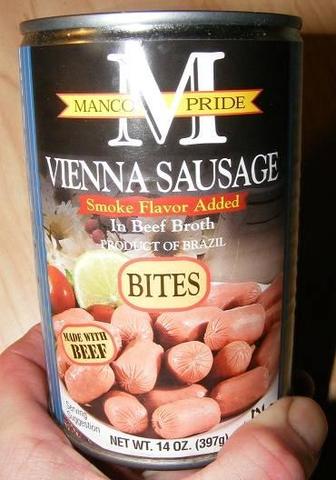 M
MANCO PRIDE
VIENNA SAUSAGE
Smoke Flavor Added
In Beef Broth
PRODUCT OF BRAZIL
BITES
MADE WITH
BEEF
Serving
Suggestion
NET WT. 14 OZ. (397g)